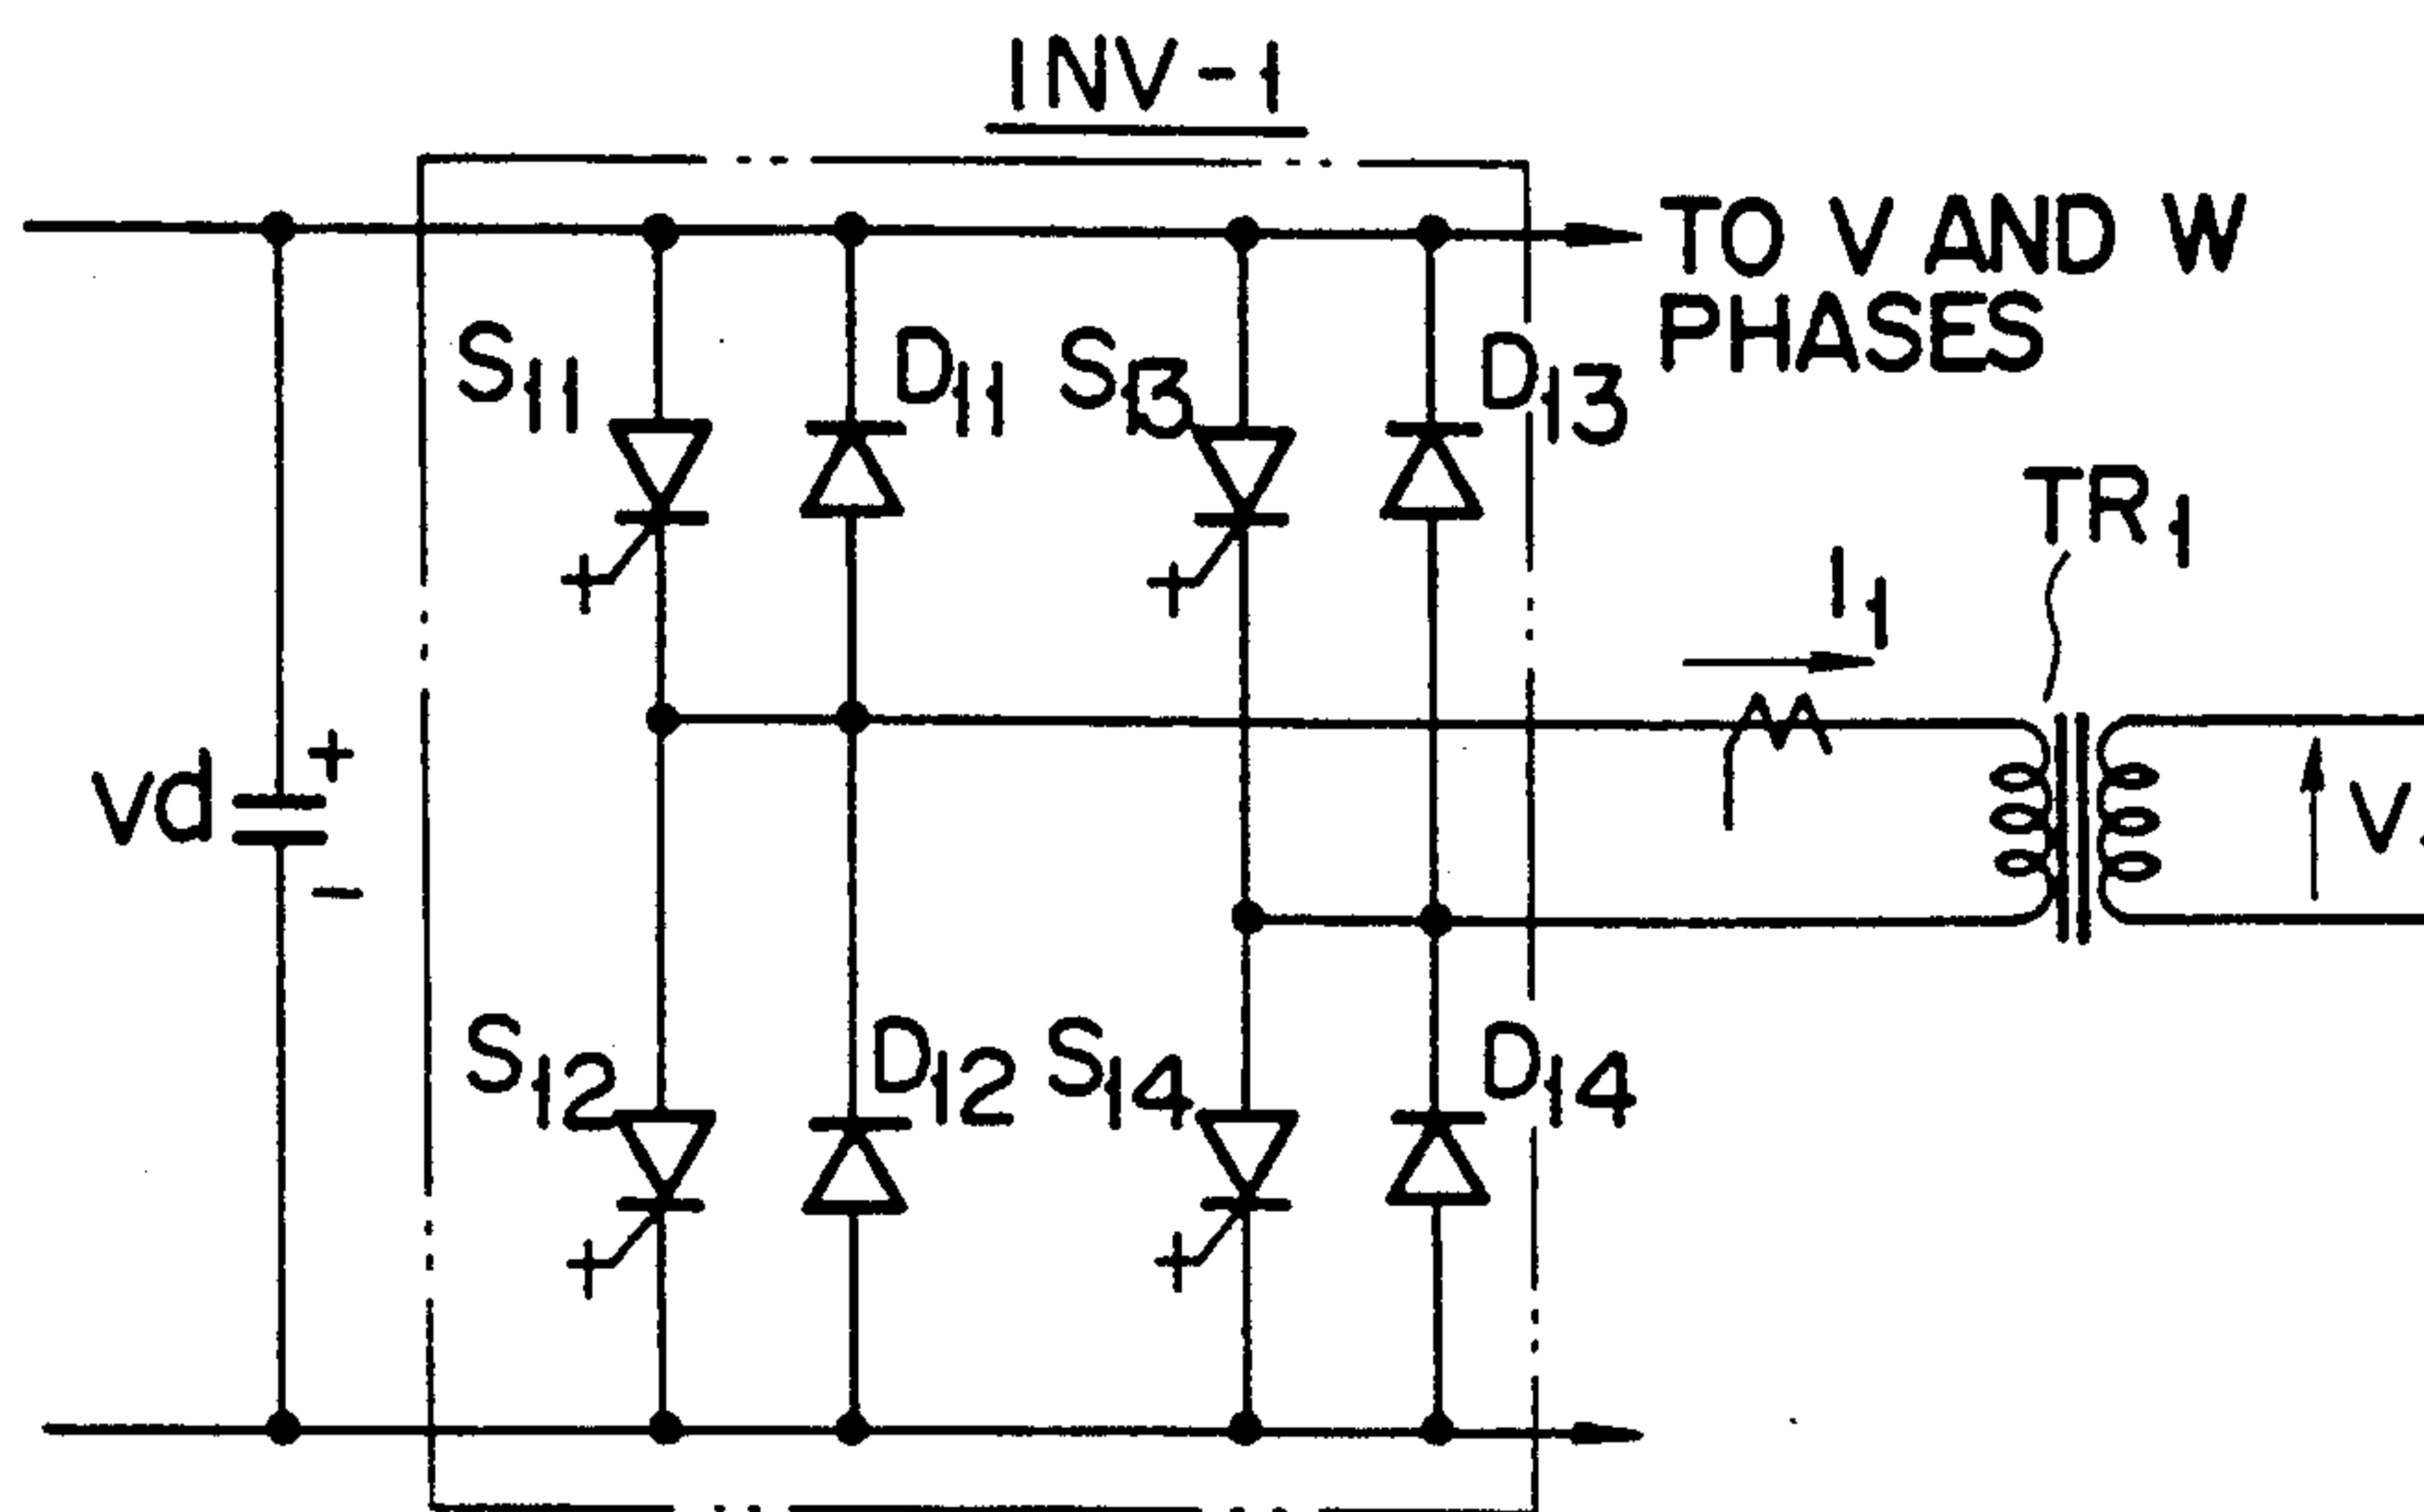 INV-1
TO V AND W
PHASES
S11
D11
S13
D13
TR1
I1
Vd
+
-
S12
D12
S14
D14